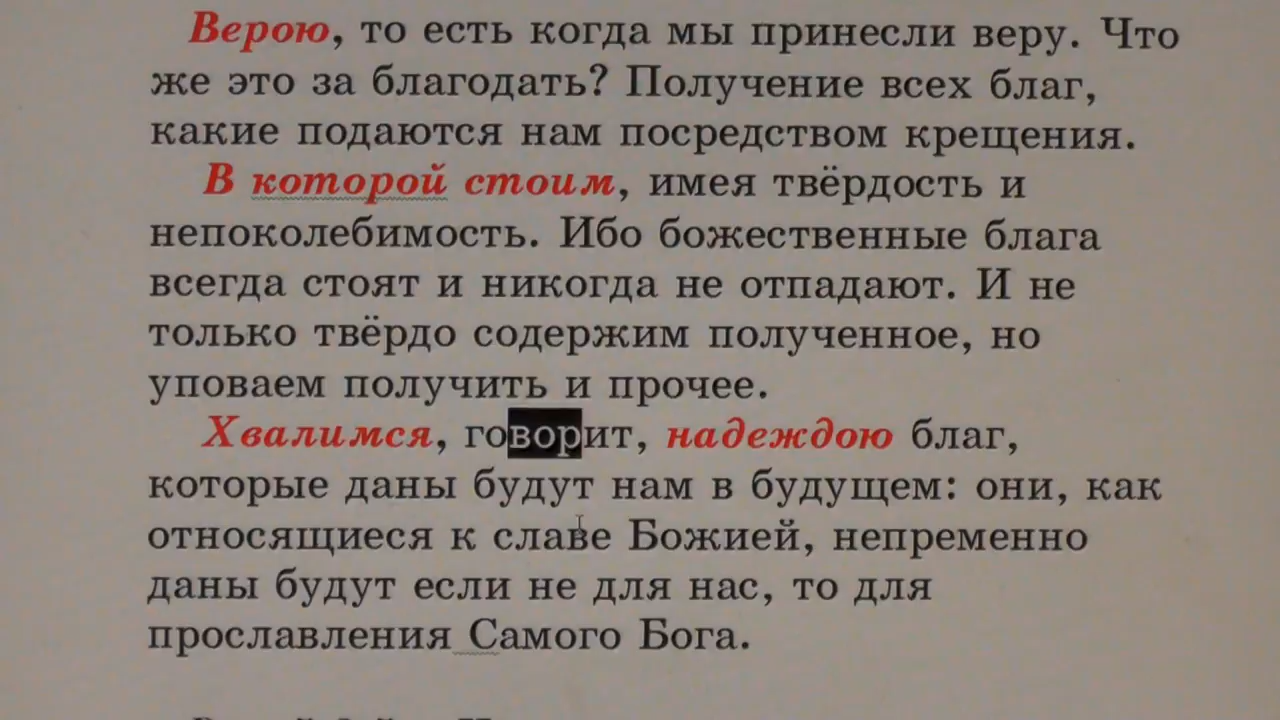 Верою, то есть когда мы принесли веру. Что
же это за благодать? Получение всех благ,
какие подаются нам посредством крещения.
В которой стоим, имея твёрдость и
непоколебимость. Ибо божественные блага
всегда стоят и никогда не отпадают. И не
только твёрдо содержим полученное, но
уповаем получить и прочее.
Хвалимся, говорит, надеждою благ,
которые даны будут нам в будущем: они, как
относящиеся к славе Божией, непременно
даны будут если не для нас, то для
прославления Самого Бога.